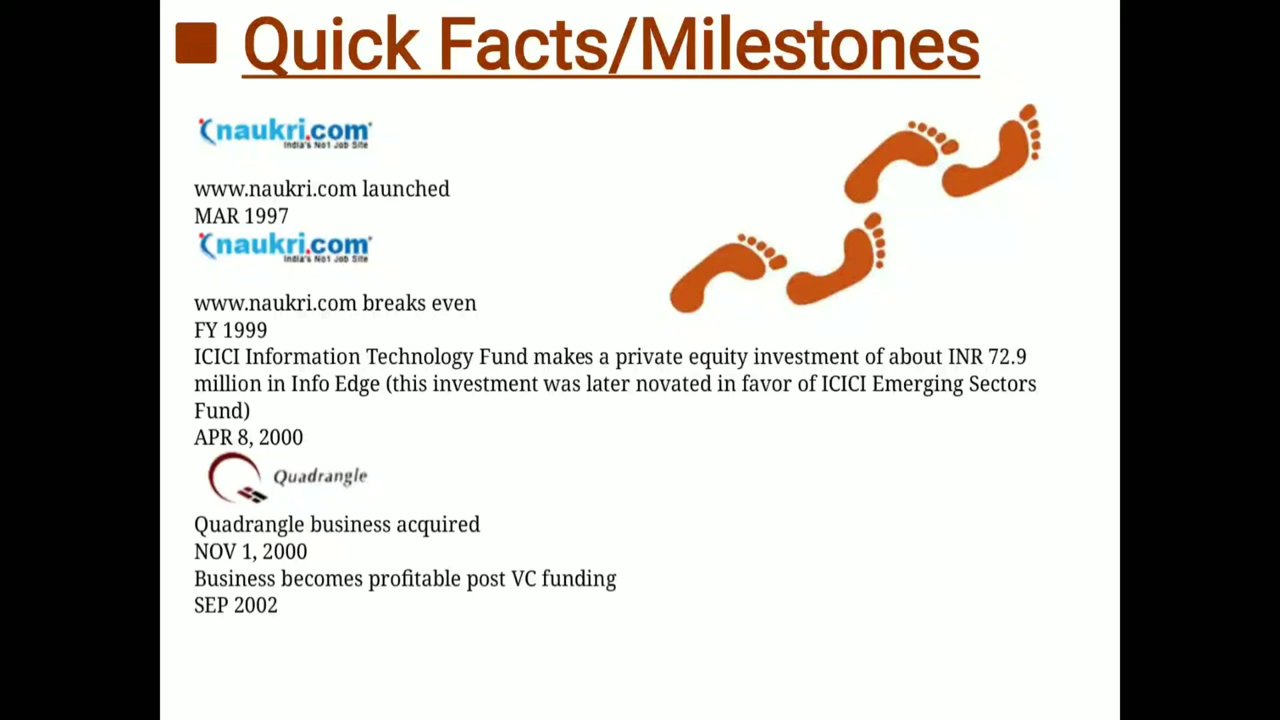 Quick Facts/Milestones
naukri.com
India's No1 Job Site
www.naukri.com launched
MAR 1997
naukri.com
India's No1 Job Site
www.naukri.com breaks even
FY 1999
ICICI Information Technology Fund makes a private equity investment of about INR 72.9
million in Info Edge (this investment was later novated in favor of ICICI Emerging Sectors
Fund)
APR 8, 2000
Quadrangle
Quadrangle business acquired
NOV 1, 2000
Business becomes profitable post VC funding
SEP 2002